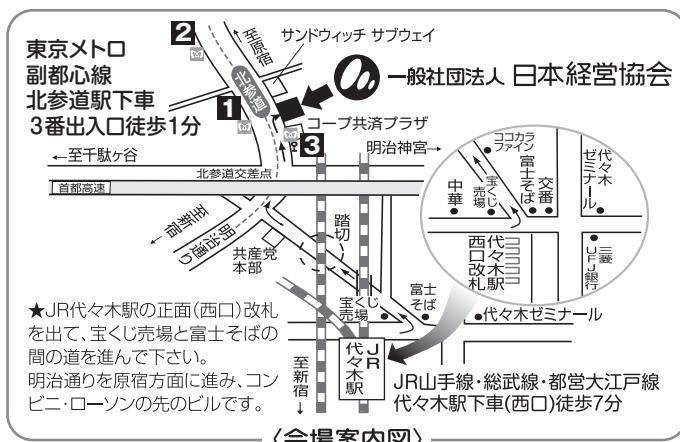 東京メトロ
副都心線
北参道駅下車
3番出入口徒歩1分
2
至原宿
サンドウィッチ サブウェイ
北参道
一般社団法人 日本経営協会
1
3
コープ共済プラザ
←至千駄ヶ谷
明治神宮→
北参道交差点
首都高速
至新宿
明治通り
共産党
本部
踏切
ココカラ
ファイン
中華
宝くじ
売場
富士そば
交番
代々木
ゼミナール
代々木駅
西口改札
三菱
UFJ銀行
宝くじ
売場
富士
そば
代々木ゼミナール
★JR代々木駅の正面(西口)改札
を出て、宝くじ売場と富士そばの
間の道を進んで下さい。
明治通りを原宿方面に進み、コン
ビニ・ローソンの先のビルです。
至新宿
↓
JR
代々木駅
JR山手線・総武線・都営大江戸線
代々木駅下車(西口)徒歩7分
〈会場案内図〉